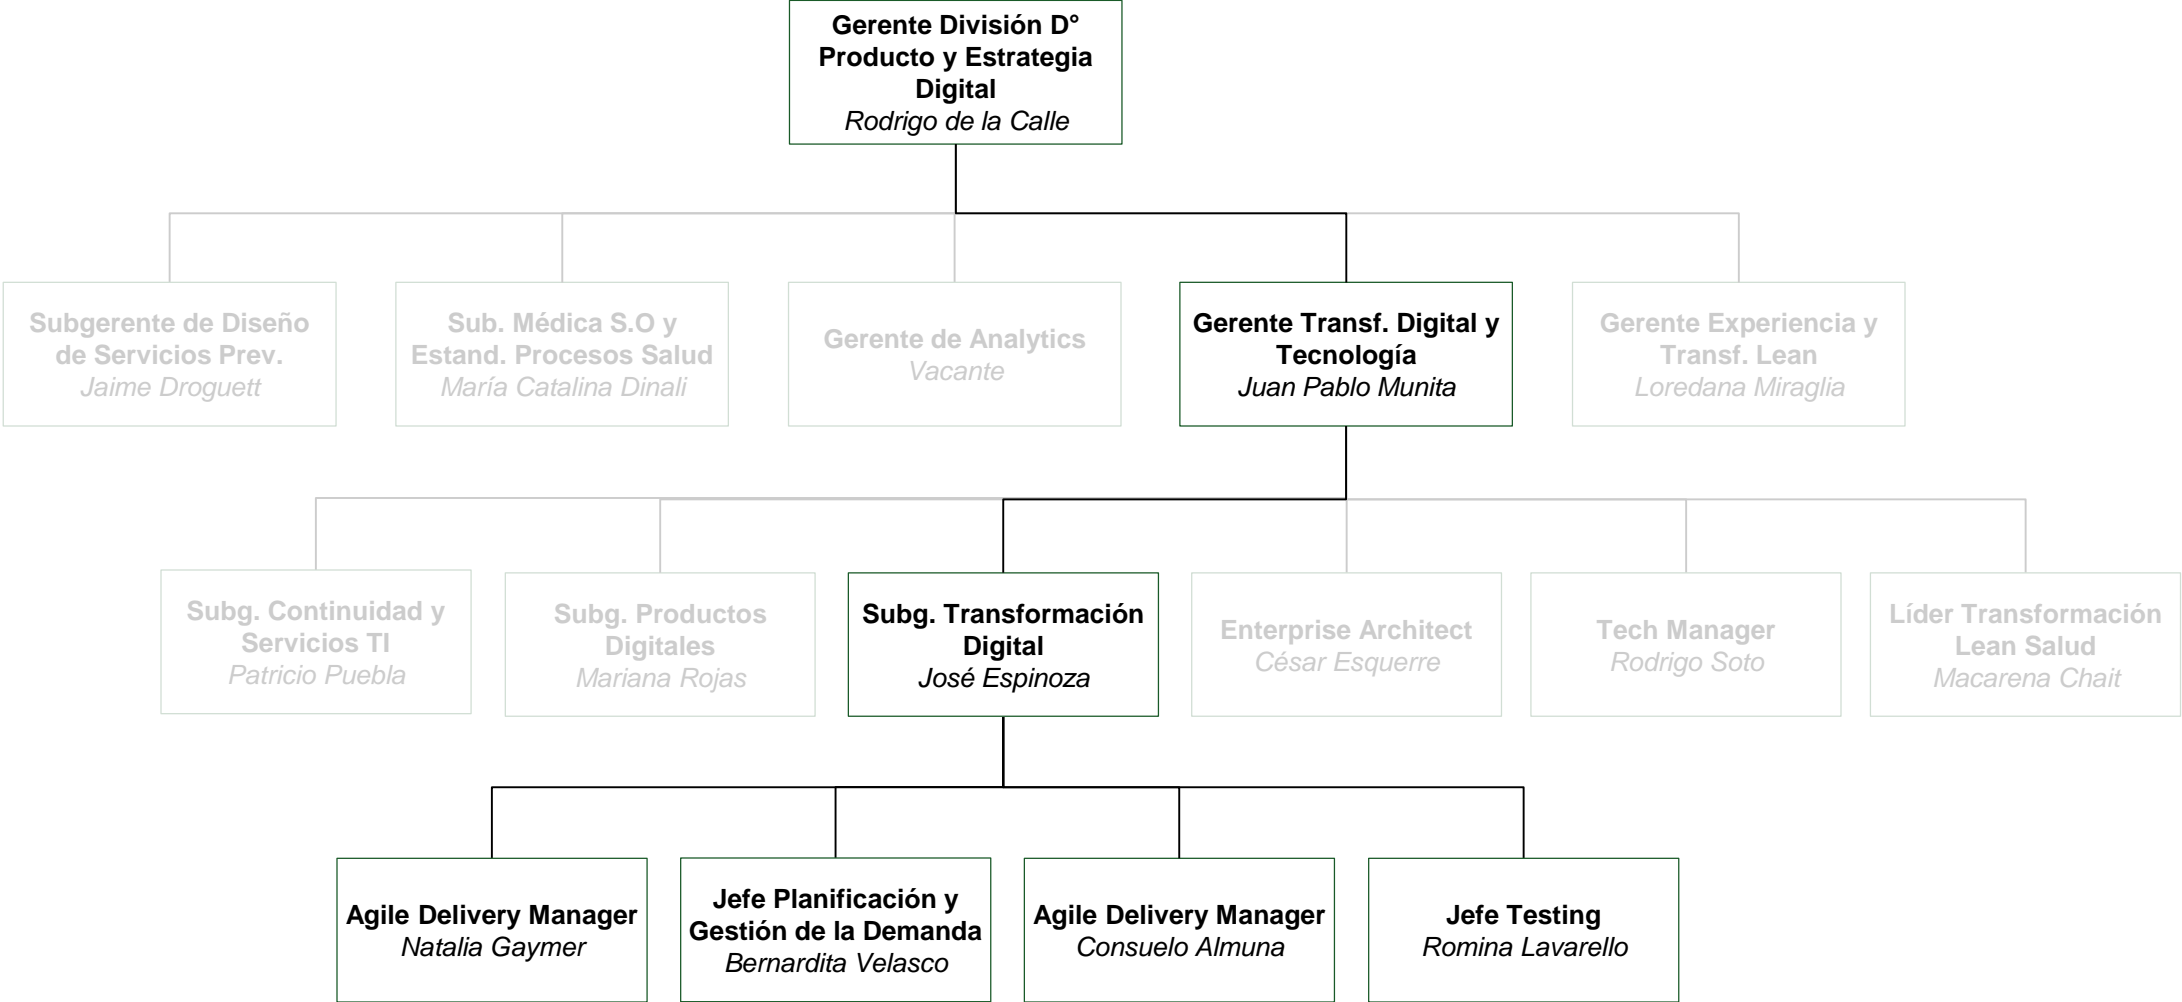 Gerente División D°
Producto y Estrategia
Digital
Rodrigo de la Calle
Subgerente de Diseño
de Servicios Prev.
Jaime Droguett
Sub. Médica S.O y
Estand. Procesos Salud
María Catalina Dinali
Gerente de Analytics
Vacante
Gerente Transf. Digital y
Tecnología
Juan Pablo Munita
Gerente Experiencia y
Transf. Lean
Loredana Miraglia
Subg. Continuidad y
Servicios TI
Patricio Puebla
Subg. Productos
Digitales
Mariana Rojas
Subg. Transformación
Digital
José Espinoza
Enterprise Architect
César Esquerre
Tech Manager
Rodrigo Soto
Líder Transformación
Lean Salud
Macarena Chait
Agile Delivery Manager
Natalia Gaymer
Jefe Planificación y
Gestión de la Demanda
Bernardita Velasco
Agile Delivery Manager
Consuelo Almuna
Jefe Testing
Romina Lavarello